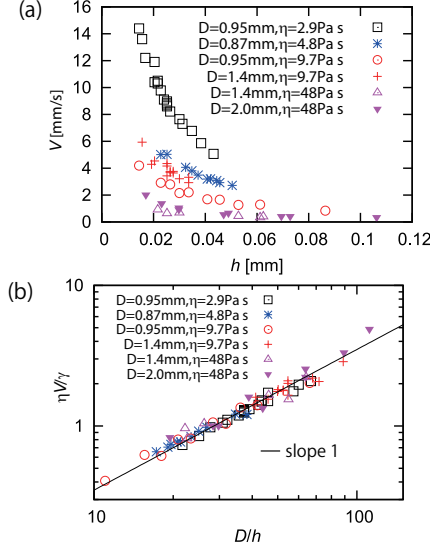 (a)
D=0.95mm,η=2.9Pa s
D=0.87mm,η=4.8Pa s
D=0.95mm,η=9.7Pa s
D=1.4mm,η=9.7Pa s
D=1.4mm,η=48Pa s
D=2.0mm,η=48Pa s
16
14
12
10
8
6
4
2
0
V [mm/s]
0 0.02 0.04 0.06 0.08 0.1 0.12
h [mm]
(b)
D=0.95mm,η=2.9Pa s
D=0.87mm,η=4.8Pa s
D=0.95mm,η=9.7Pa s
D=1.4mm,η=9.7Pa s
D=1.4mm,η=48Pa s
D=2.0mm,η=48Pa s
10
1
ηV/γ
slope 1
10 100
D/h